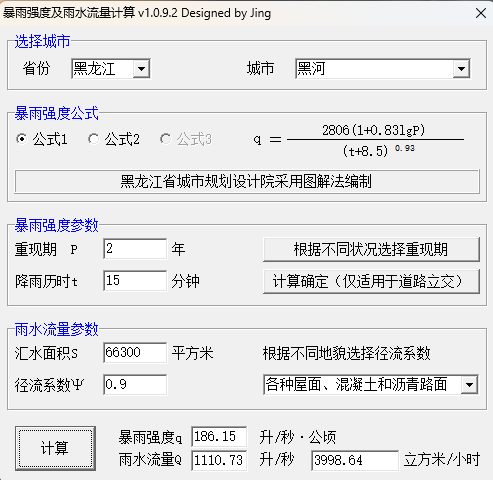 暴雨强度及雨水流量计算 v1.0.9.2 Designed by Jing
选择城市
省份 黑龙江 城市 黑河
暴雨强度公式
公式1 公式2 公式3 q = 2806(1+0.83lgP)
(t+8.5) 0.93
黑龙江省城市规划设计院采用图解法编制
暴雨强度参数
重现期 P 2 年 根据不同状况选择重现期
降雨历时t 15 分钟 计算确定（仅适用于道路立交）
雨水流量参数
汇水面积S 66300 平方米 根据不同地貌选择径流系数
径流系数Ψ 0.9 各种屋面、混凝土和沥青路面
计算 暴雨强度q 186.15 升/秒·公顷
雨水流量Q 1110.73 升/秒 3998.64 立方米/小时